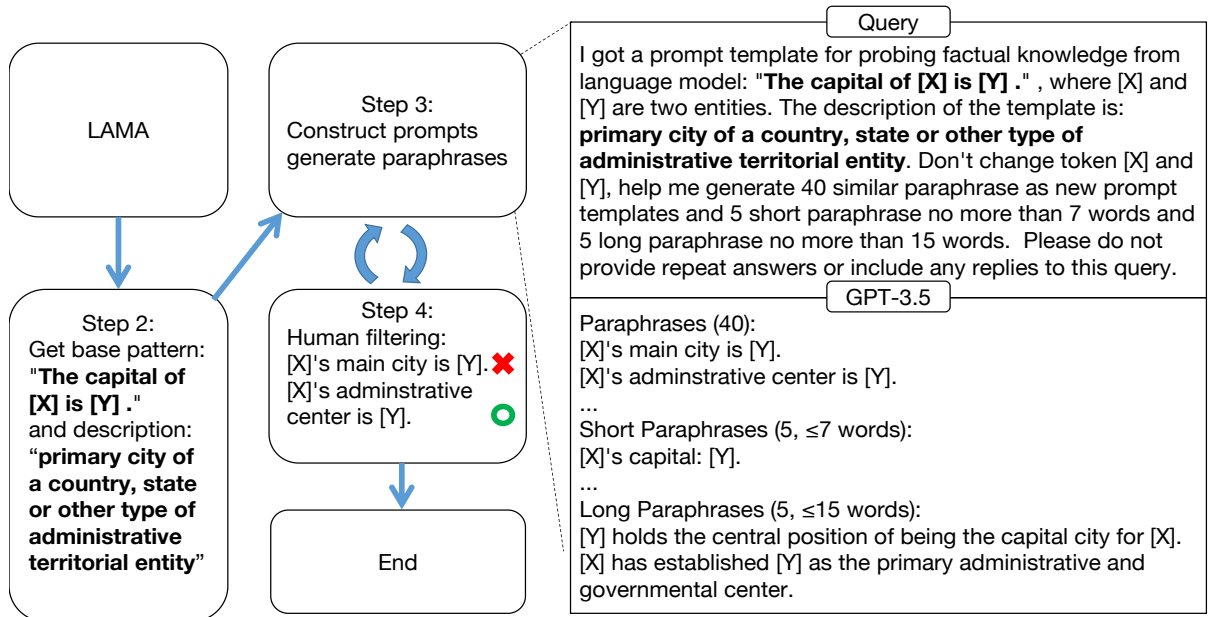 LAMA
Step 2:
Get base pattern:
"The capital of
[X] is [Y] ."
and description:
“primary city of
a country, state
or other type of
administrative
territorial entity”
Step 3:
Construct prompts
generate paraphrases
Step 4:
Human filtering:
[X]'s main city is [Y].
[X]'s adminstrative
center is [Y].
End
Query
I got a prompt template for probing factual knowledge from
language model: "The capital of [X] is [Y] ." , where [X] and
[Y] are two entities. The description of the template is:
primary city of a country, state or other type of
administrative territorial entity. Don't change token [X] and
[Y], help me generate 40 similar paraphrase as new prompt
templates and 5 short paraphrase no more than 7 words and
5 long paraphrase no more than 15 words.  Please do not
provide repeat answers or include any replies to this query.
GPT-3.5
Paraphrases (40):
[X]'s main city is [Y].
[X]'s adminstrative center is [Y].
...
Short Paraphrases (5, ≤7 words):
[X]'s capital: [Y].
...
Long Paraphrases (5, ≤15 words):
[Y] holds the central position of being the capital city for [X].
[X] has established [Y] as the primary administrative and
governmental center.